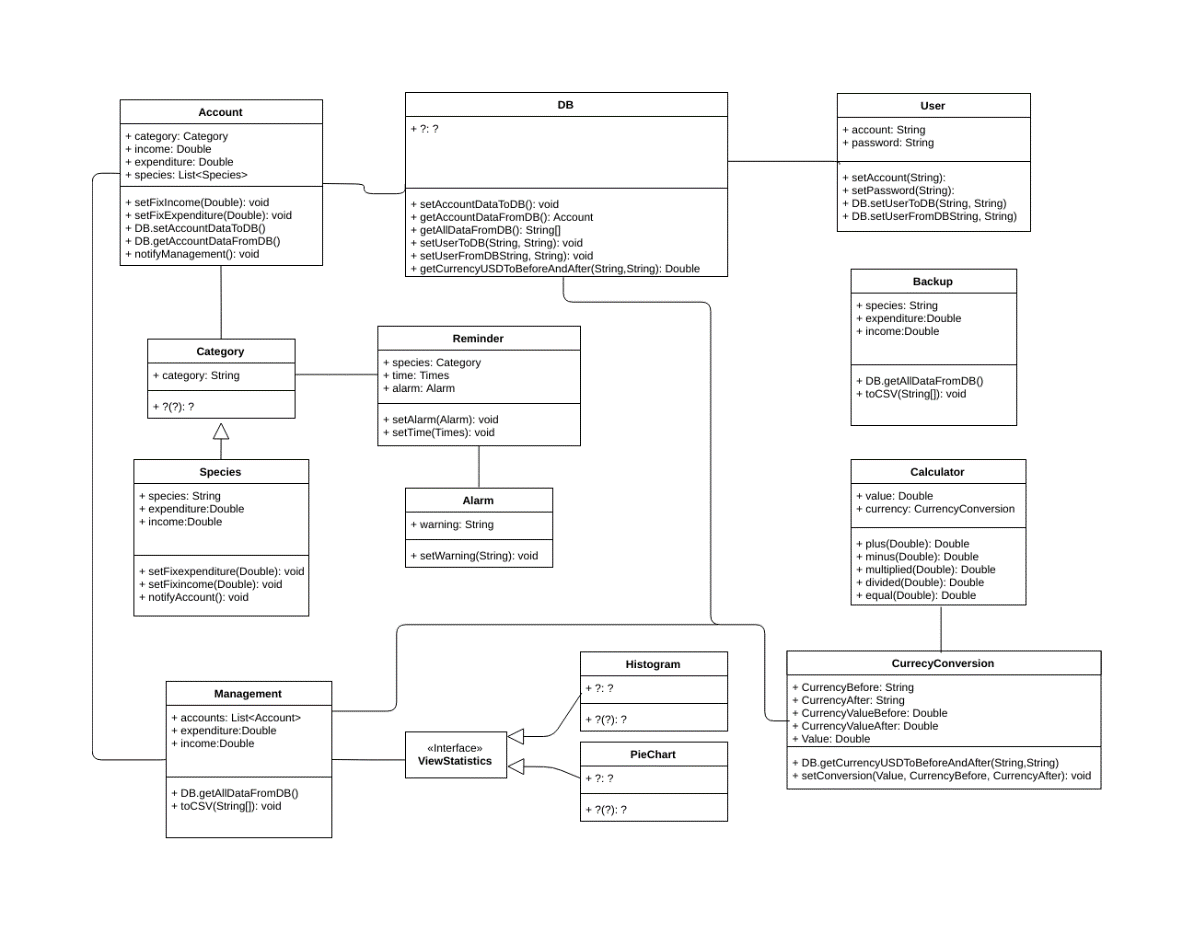 Account
+ category: Category
+ income: Double
+ expenditure: Double
+ species: List<Species>
+ setFixIncome(Double): void
+ setFixExpenditure(Double): void
+ DB.setAccountDataToDB()
+ DB.getAccountDataFromDB()
+ notifyManagement(): void
DB
+ ?: ?
+ setAccountDataToDB(): void
+ getAccountDataFromDB(): Account
+ getAllDataFromDB(): String[]
+ setUserToDB(String, String): void
+ setUserFromDBString, String): void
+ getCurrencyUSDToBeforeAndAfter(String,String): Double
User
+ account: String
+ password: String
+ setAccount(String):
+ setPassword(String):
+ DB.setUserToDB(String, String)
+ DB.setUserFromDBString, String)
Backup
+ species: String
+ expenditure:Double
+ income:Double
+ DB.getAllDataFromDB()
+ toCSV(String[]): void
Category
+ category: String
+ ?(?): ?
Reminder
+ species: Category
+ time: Times
+ alarm: Alarm
+ setAlarm(Alarm): void
+ setTime(Times): void
Species
+ species: String
+ expenditure:Double
+ income:Double
+ setFixexpenditure(Double): void
+ setFixincome(Double): void
+ notifyAccount(): void
Alarm
+ warning: String
+ setWarning(String): void
Calculator
+ value: Double
+ currency: CurrencyConversion
+ plus(Double): Double
+ minus(Double): Double
+ multiplied(Double): Double
+ divided(Double): Double
+ equal(Double): Double
Management
+ accounts: List<Account>
+ expenditure:Double
+ income:Double
+ DB.getAllDataFromDB()
+ toCSV(String[]): void
«Interface»
ViewStatistics
Histogram
+ ?: ?
+ ?(?): ?
PieChart
+ ?: ?
+ ?(?): ?
CurrecyConversion
+ CurrencyBefore: String
+ CurrencyAfter: String
+ CurrencyValueBefore: Double
+ CurrencyValueAfter: Double
+ Value: Double
+ DB.getCurrencyUSDToBeforeAndAfter(String,String)
+ setConversion(Value, CurrencyBefore, CurrencyAfter): void